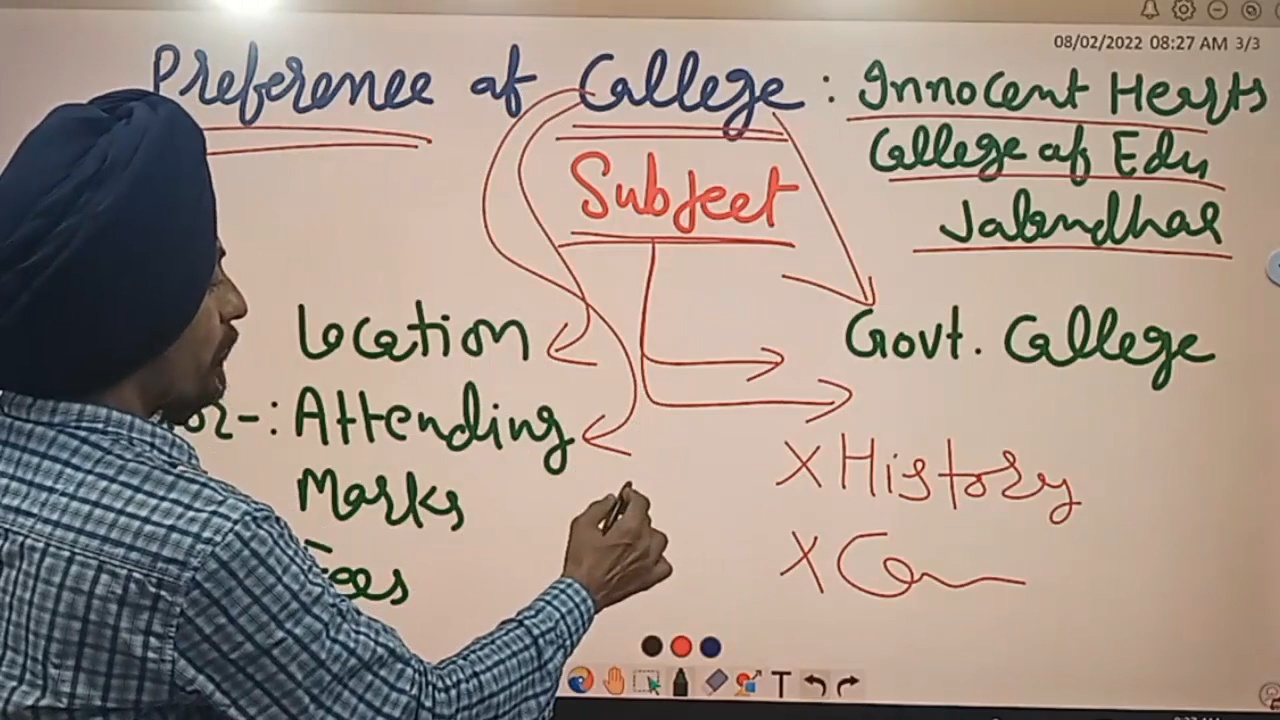 08/02/2022 08:27 AM 3/3
Preference of College : Innocent Hearts
College of Edu
Jalandhar
Subject
Location
Govt. College
Attending
X History
Marks
X
Fees
T